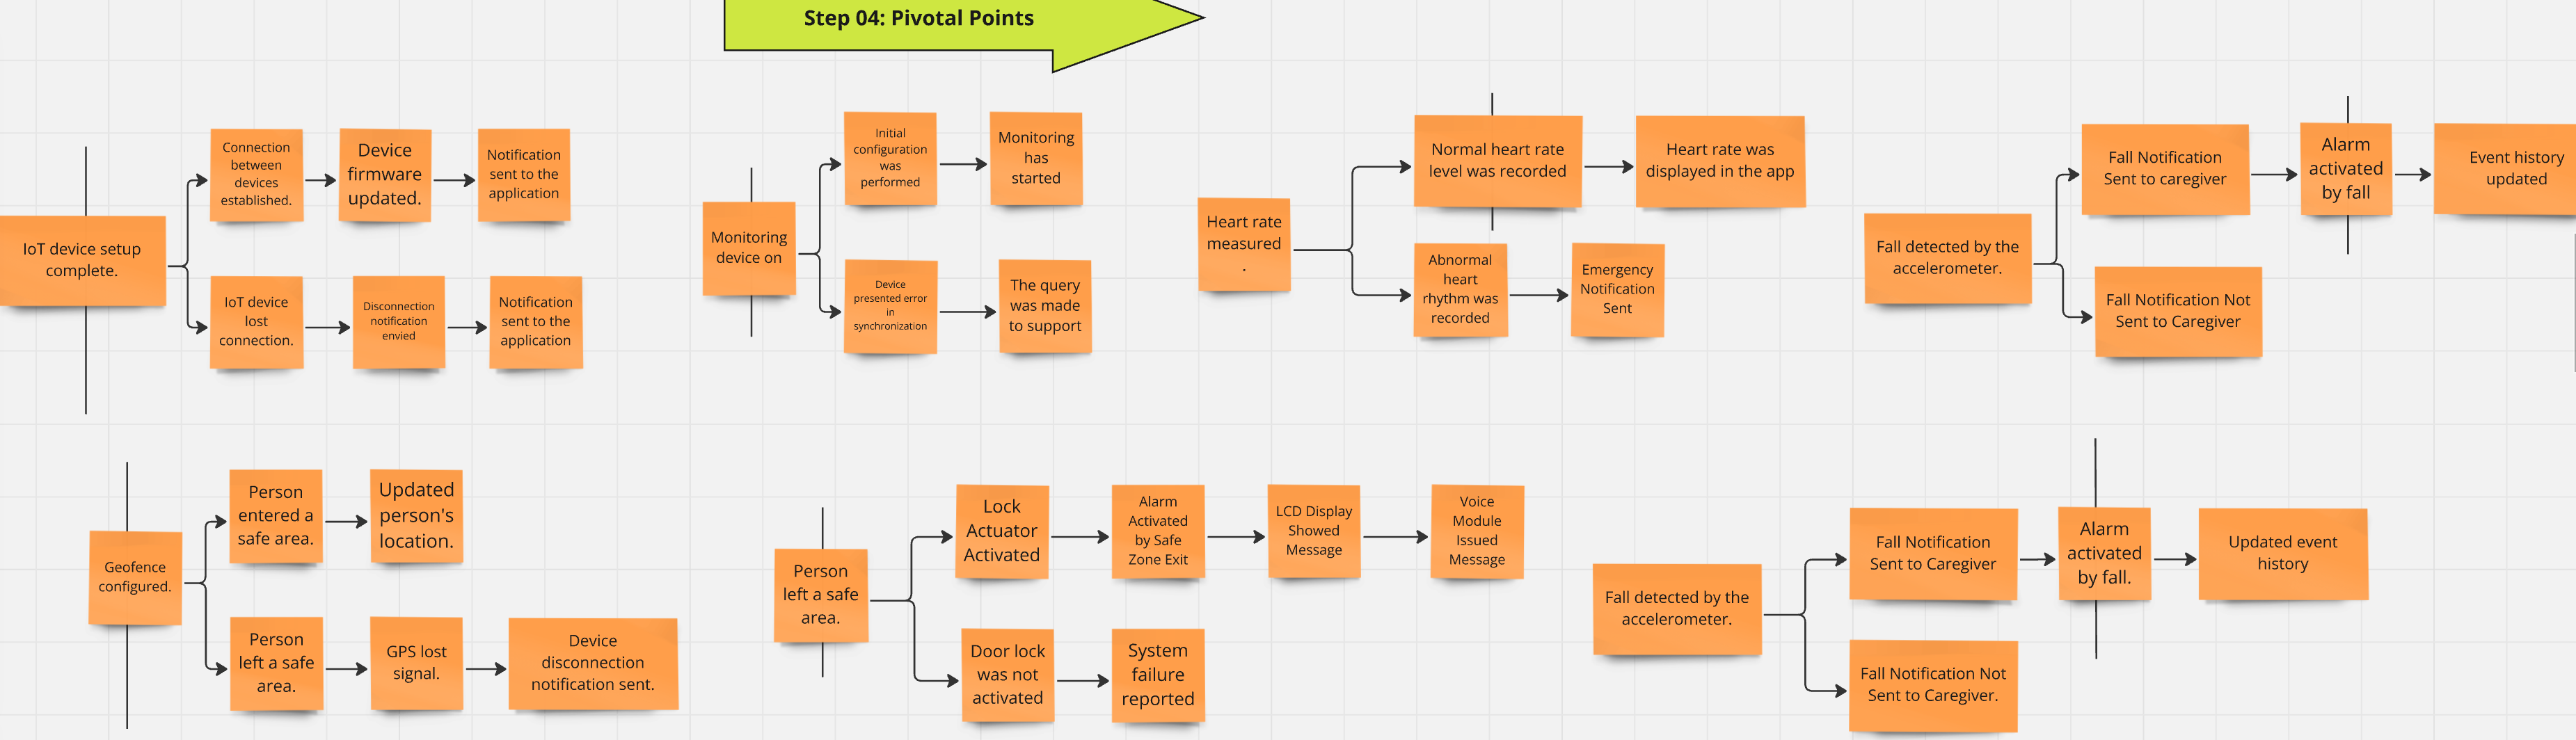 Step 04: Pivotal Points
IoT device setup
complete.
Connection
between
devices
established.
Device
firmware
updated.
Notification
sent to the
application
IoT device
lost
connection.
Disconnection
notification
envied
Notification
sent to the
application
Monitoring
device on
Initial
configuration
was
performed
Monitoring
has
started
Device
presented error
in
synchronization
The query
was made
to support
Heart rate
measured
.
Normal heart rate
level was recorded
Heart rate was
displayed in the app
Abnormal
heart
rhythm was
recorded
Emergency
Notification
Sent
Fall detected by the
accelerometer.
Fall Notification
Sent to caregiver
Alarm
activated
by fall
Event history
updated
Fall Notification Not
Sent to Caregiver
Geofence
configured.
Person
entered a
safe area.
Updated
person's
location.
Person
left a safe
area.
GPS lost
signal.
Device
disconnection
notification sent.
Person
left a safe
area.
Lock
Actuator
Activated
Alarm
Activated
by Safe
Zone Exit
LCD Display
Showed
Message
Voice
Module
Issued
Message
Door lock
was not
activated
System
failure
reported
Fall detected by the
accelerometer.
Fall Notification
Sent to Caregiver
Alarm
activated
by fall.
Updated event
history
Fall Notification Not
Sent to Caregiver.